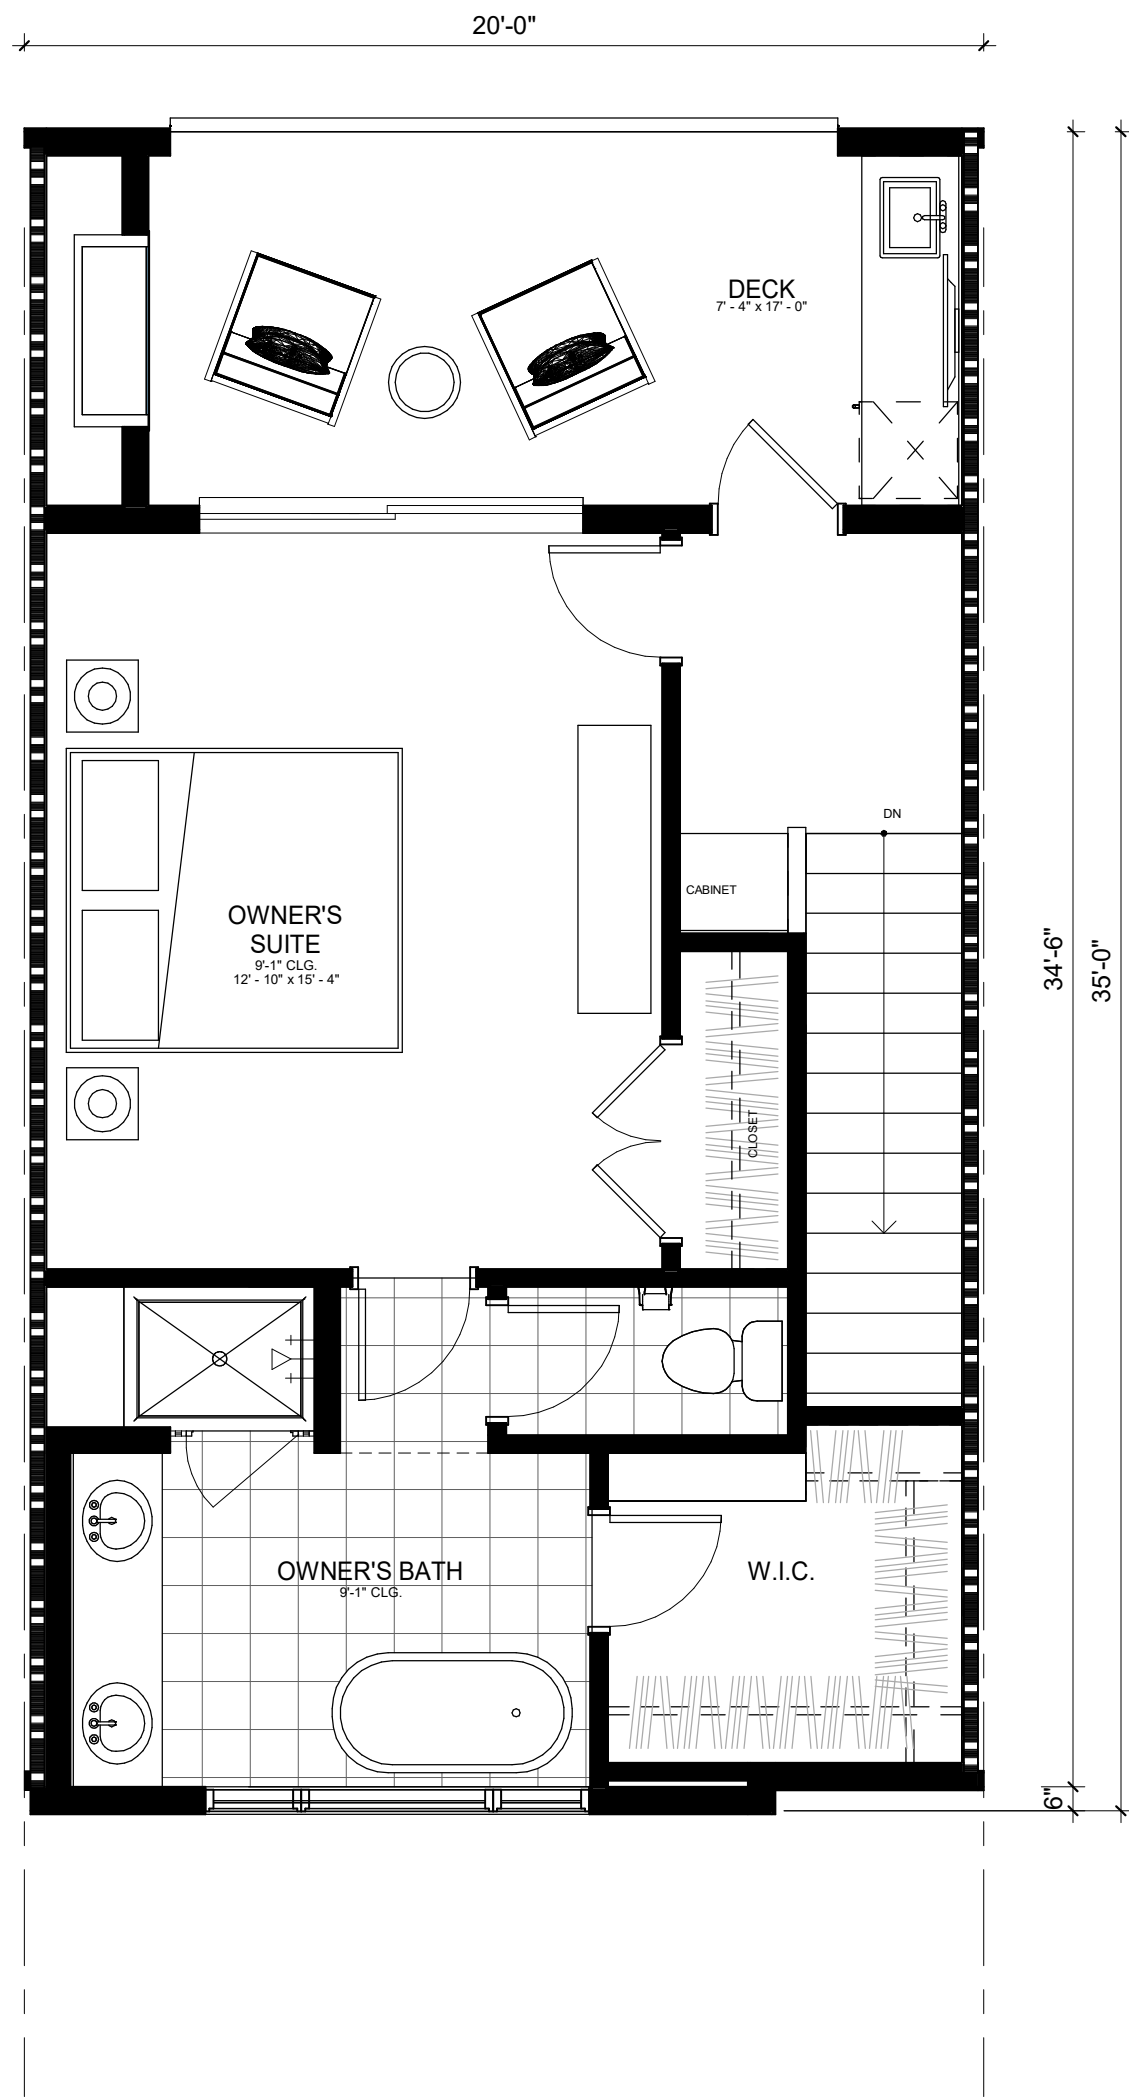 20'-0"
DECK
7' - 4" x 17' - 0"
DN
CABINET
OWNER'S
SUITE
9'-1" CLG.
12' - 10" x 15' - 4"
34'-6"
35'-0"
CLOSET
OWNER'S BATH
9'-1" CLG.
W.I.C.
6"